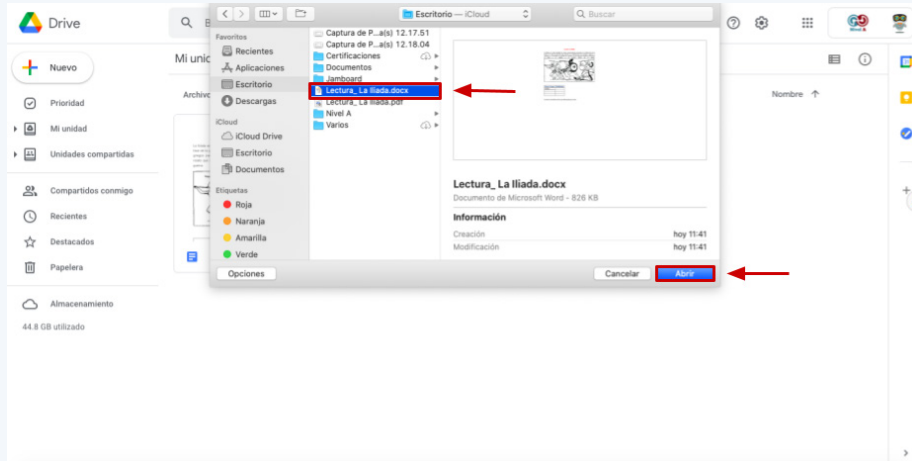 Drive
Escritorio — iCloud
Buscar
Nuevo
Prioridad
Mi unidad
Unidades compartidas
Compartidos conmigo
Recientes
Destacados
Papelera
Almacenamiento
44.8 GB utilizado
Mi unid
Archivo
Nombre
Favoritos
Recientes
Aplicaciones
Escritorio
Descargas
iCloud
iCloud Drive
Escritorio
Documentos
Etiquetas
Roja
Naranja
Amarilla
Verde
Captura de P...a(s) 12.17.51
Captura de P...a(s) 12.18.04
Certificaciones
Documentos
Jamboard
Lectura_ La Iliada.docx
Lectura_ La Iliada.pdf
Nivel A
Varios
Lectura_ La Iliada.docx
Documento de Microsoft Word - 826 KB
Información
Creación hoy 11:41
Modificación hoy 11:41
Opciones
Cancelar
Abrir